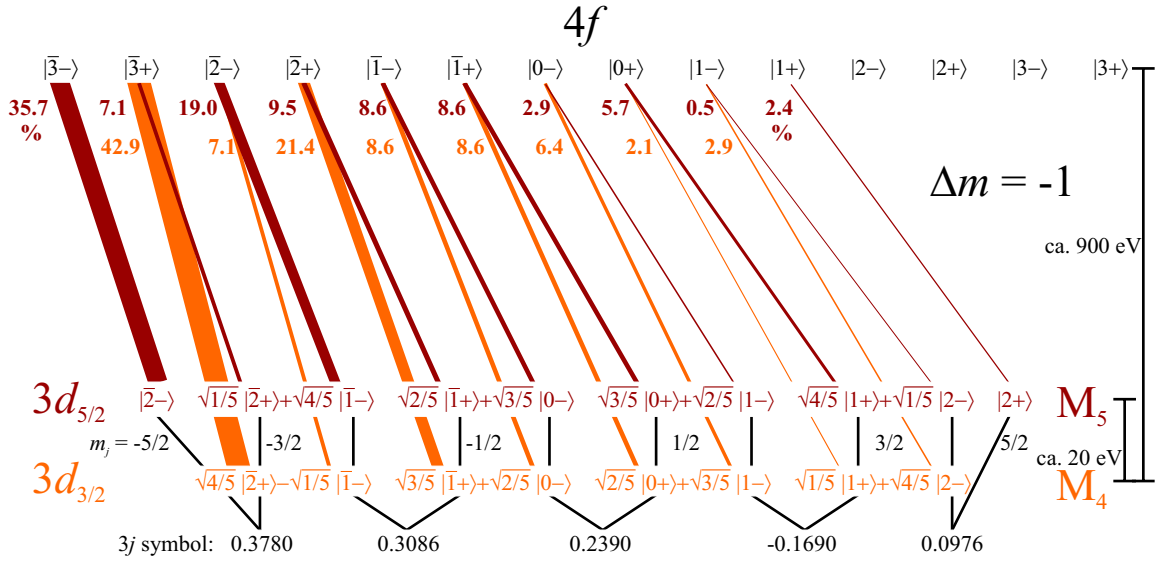 4f
|3̅−⟩ |3̅+⟩ |2̅−⟩ |2̅+⟩ |1̅−⟩ |1̅+⟩ |0−⟩ |0+⟩ |1−⟩ |1+⟩ |2−⟩ |2+⟩ |3−⟩ |3+⟩
35.7 % 7.1 19.0 9.5 8.6 8.6 2.9 5.7 0.5 2.4 %
42.9 7.1 21.4 8.6 8.6 6.4 2.1 2.9
Δm = -1
ca. 900 eV
3d5/2 |2̅−⟩ √1/5 |2̅+⟩+√4/5 |1̅−⟩ √2/5 |1̅+⟩+√3/5 |0−⟩ √3/5 |0+⟩+√2/5 |1−⟩ √4/5 |1+⟩+√1/5 |2−⟩ |2+⟩ M5
mj = -5/2 -3/2 -1/2 1/2 3/2 5/2
ca. 20 eV
3d3/2 √4/5 |2̅+⟩−√1/5 |1̅−⟩ √3/5 |1̅+⟩+√2/5 |0−⟩ √2/5 |0+⟩+√3/5 |1−⟩ √1/5 |1+⟩+√4/5 |2−⟩ M4
3j symbol: 0.3780 0.3086 0.2390 -0.1690 0.0976